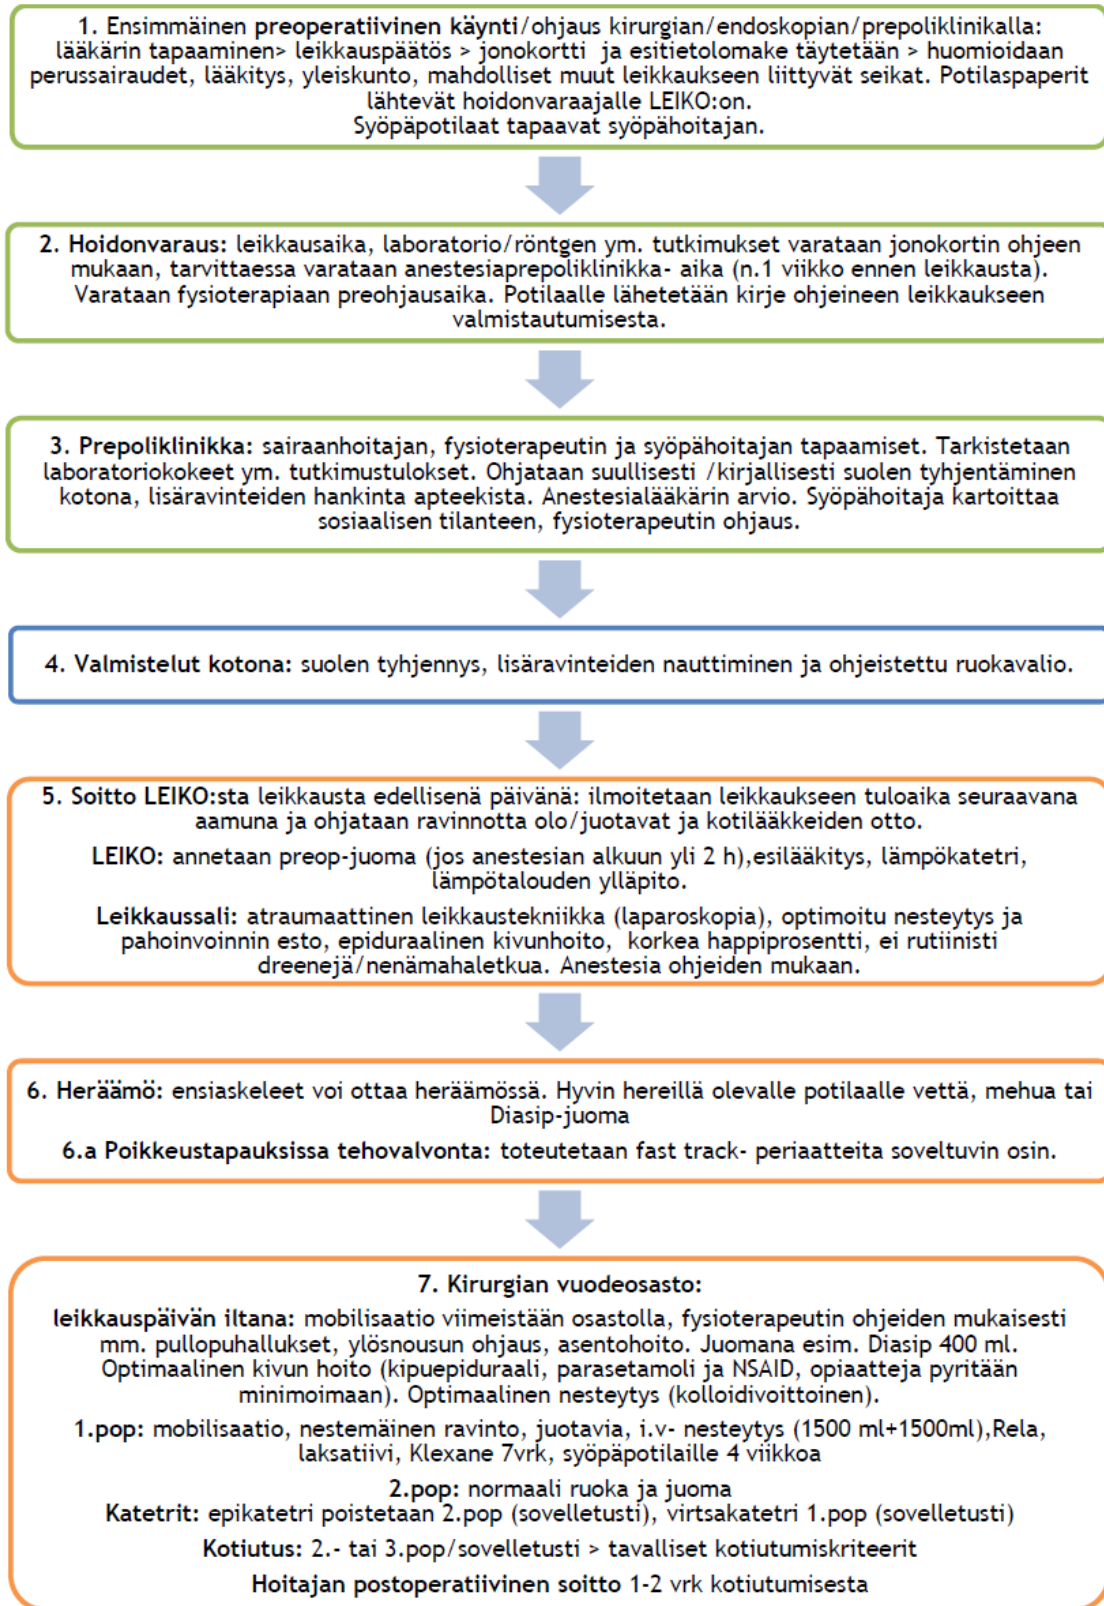 1. Ensimmäinen preoperatiivinen käynti/ohjaus kirurgian/endoskopian/prepoliklinikalla:
lääkärin tapaaminen> leikkauspäätös > jonokortti ja esitietolomake täytetään > huomioidaan
perussairaudet, lääkitys, yleiskunto, mahdolliset muut leikkaukseen liittyvät seikat. Potilaspaperit
lähtevät hoidonvaraajalle LEIKO:on.
Syöpäpotilaat tapaavat syöpähoitajan.
2. Hoidonvaraus: leikkausaika, laboratorio/röntgen ym. tutkimukset varataan jonokortin ohjeen
mukaan, tarvittaessa varataan anestesiaprepoliklinikka- aika (n.1 viikko ennen leikkausta).
Varataan fysioterapiaan preohjausaika. Potilaalle lähetetään kirje ohjeineen leikkaukseen
valmistautumisesta.
3. Prepoliklinikka: sairaanhoitajan, fysioterapeutin ja syöpähoitajan tapaamiset. Tarkistetaan
laboratoriokokeet ym. tutkimustulokset. Ohjataan suullisesti /kirjallisesti suolen tyhjentäminen
kotona, lisäravinteiden hankinta apteekista. Anestesialääkärin arvio. Syöpähoitaja kartoittaa
sosiaalisen tilanteen, fysioterapeutin ohjaus.
4. Valmistelut kotona: suolen tyhjennys, lisäravinteiden nauttiminen ja ohjeistettu ruokavalio.
5. Soitto LEIKO:sta leikkausta edellisenä päivänä: ilmoitetaan leikkaukseen tuloaika seuraavana
aamuna ja ohjataan ravinnotta olo/juotavat ja kotilääkkeiden otto.
LEIKO: annetaan preop-juoma (jos anestesian alkuun yli 2 h),esilääkitys, lämpökatetri,
lämpötalouden ylläpito.
Leikkaussali: atraumaattinen leikkaustekniikka (laparoskopia), optimoitu nesteytys ja
pahoinvoinnin esto, epiduraalinen kivunhoito, korkea happiprosentti, ei rutiinisti
dreenejä/nenämahaletkua. Anestesia ohjeiden mukaan.
6. Heräämö: ensiaskeleet voi ottaa heräämössä. Hyvin hereillä olevalle potilaalle vettä, mehua tai
Diasip-juoma
6.a Poikkeustapauksissa tehovalvonta: toteutetaan fast track- periaatteita soveltuvin osin.
7. Kirurgian vuodeosasto:
leikkauspäivän iltana: mobilisaatio viimeistään osastolla, fysioterapeutin ohjeiden mukaisesti
mm. pullopuhallukset, ylösnousun ohjaus, asentohoito. Juomana esim. Diasip 400 ml.
Optimaalinen kivun hoito (kipuepiduraali, parasetamoli ja NSAID, opiaatteja pyritään
minimoimaan). Optimaalinen nesteytys (kolloidivoittoinen).
1.pop: mobilisaatio, nestemäinen ravinto, juotavia, i.v- nesteytys (1500 ml+1500ml),Rela,
laksatiivi, Klexane 7vrk, syöpäpotilaille 4 viikkoa
2.pop: normaali ruoka ja juoma
Katetrit: epikatetri poistetaan 2.pop (sovelletusti), virtsakatetri 1.pop (sovelletusti)
Kotiutus: 2.- tai 3.pop/sovelletusti > tavalliset kotiutumiskriteerit
Hoitajan postoperatiivinen soitto 1-2 vrk kotiutumisesta